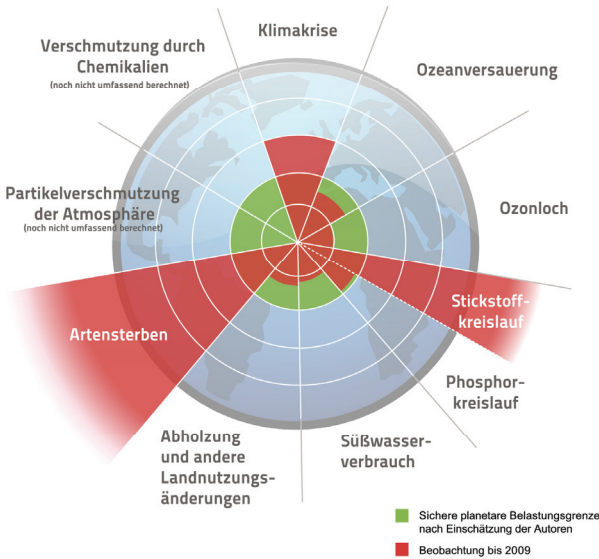 Klimakrise
Verschmutzung durch
Chemikalien
(noch nicht umfassend berechnet)
Ozeanversauerung
Partikelverschmutzung
der Atmosphäre
(noch nicht umfassend berechnet)
Ozonloch
Stickstoff-
kreislauf
Artensterben
Phosphor-
kreislauf
Abholzung
und andere
Landnutzungs-
änderungen
Süßwasser-
verbrauch
Sichere planetare Belastungsgrenze
nach Einschätzung der Autoren
Beobachtung bis 2009